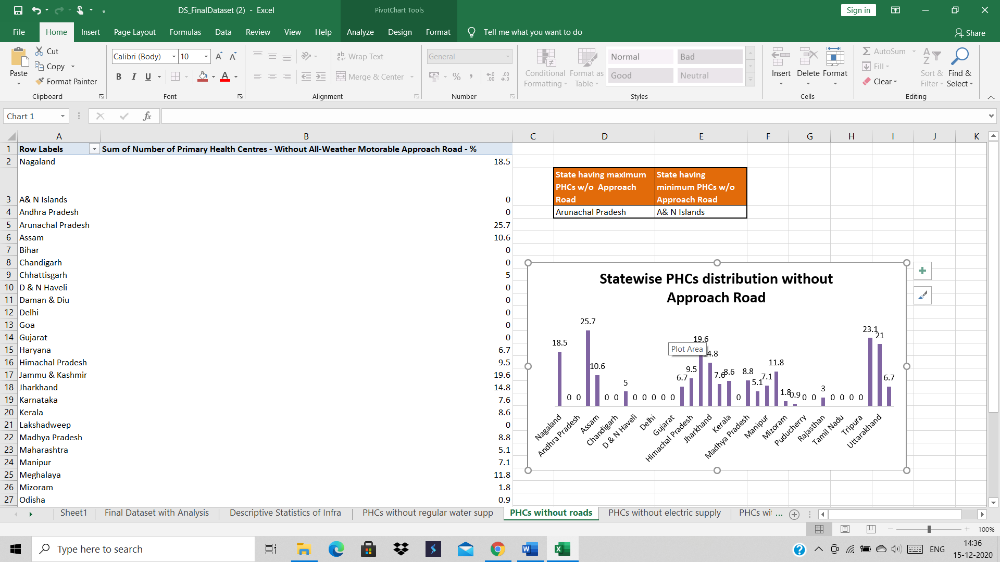 DS_FinalDataset (2) - Excel
PivotChart Tools
Sign in
File Home Insert Page Layout Formulas Data Review View Help Analyze Design Format Tell me what you want to do Share
Paste
Cut
Copy
Format Painter
Clipboard
Calibri (Body) 10
B I U
Font
Wrap Text
Merge & Center
Alignment
General
%
Number
Conditional Formatting
Format as Table
Normal Bad
Good Neutral
Styles
Insert Delete Format
Cells
AutoSum
Fill
Clear
Sort & Filter
Find & Select
Editing
Chart 1
fx
A B C D E F G H I J K
1 Row Labels Sum of Number of Primary Health Centres - Without All-Weather Motorable Approach Road - %
2 Nagaland 18.5
3 A& N Islands 0
4 Andhra Pradesh 0
5 Arunachal Pradesh 25.7
6 Assam 10.6
7 Bihar 0
8 Chandigarh 0
9 Chhattisgarh 5
10 D & N Haveli 0
11 Daman & Diu 0
12 Delhi 0
13 Goa 0
14 Gujarat 0
15 Haryana 6.7
16 Himachal Pradesh 9.5
17 Jammu & Kashmir 19.6
18 Jharkhand 14.8
19 Karnataka 7.6
20 Kerala 8.6
21 Lakshadweep 0
22 Madhya Pradesh 8.8
23 Maharashtra 5.1
24 Manipur 7.1
25 Meghalaya 11.8
26 Mizoram 1.8
27 Odisha 0.9
State having maximum
PHCs w/o Approach
Road
State having
minimum PHCs w/o
Approach Road
Arunachal Pradesh A& N Islands
Statewise PHCs distribution without
Approach Road
18.5 0 0 25.7 10.6 0 0 5 0 0 0 0 0 6.7 9.5 19.6 14.8 7.6 8.6 0 8.8 5.1 7.1 11.8 1.8 0.9 0 0 3 0 0 0 0 23.1 21 6.7
Plot Area
Nagaland
Andhra Pradesh
Assam
Chandigarh
D & N Haveli
Delhi
Gujarat
Himachal Pradesh
Jharkhand
Kerala
Madhya Pradesh
Manipur
Mizoram
Puducherry
Rajasthan
Tamil Nadu
Tripura
Uttarakhand
Sheet1 Final Dataset with Analysis Descriptive Statistics of Infra PHCs without regular water supp PHCs without roads PHCs without electric supply PHCs wi ...
100%
Type here to search
ENG
14:36
15-12-2020